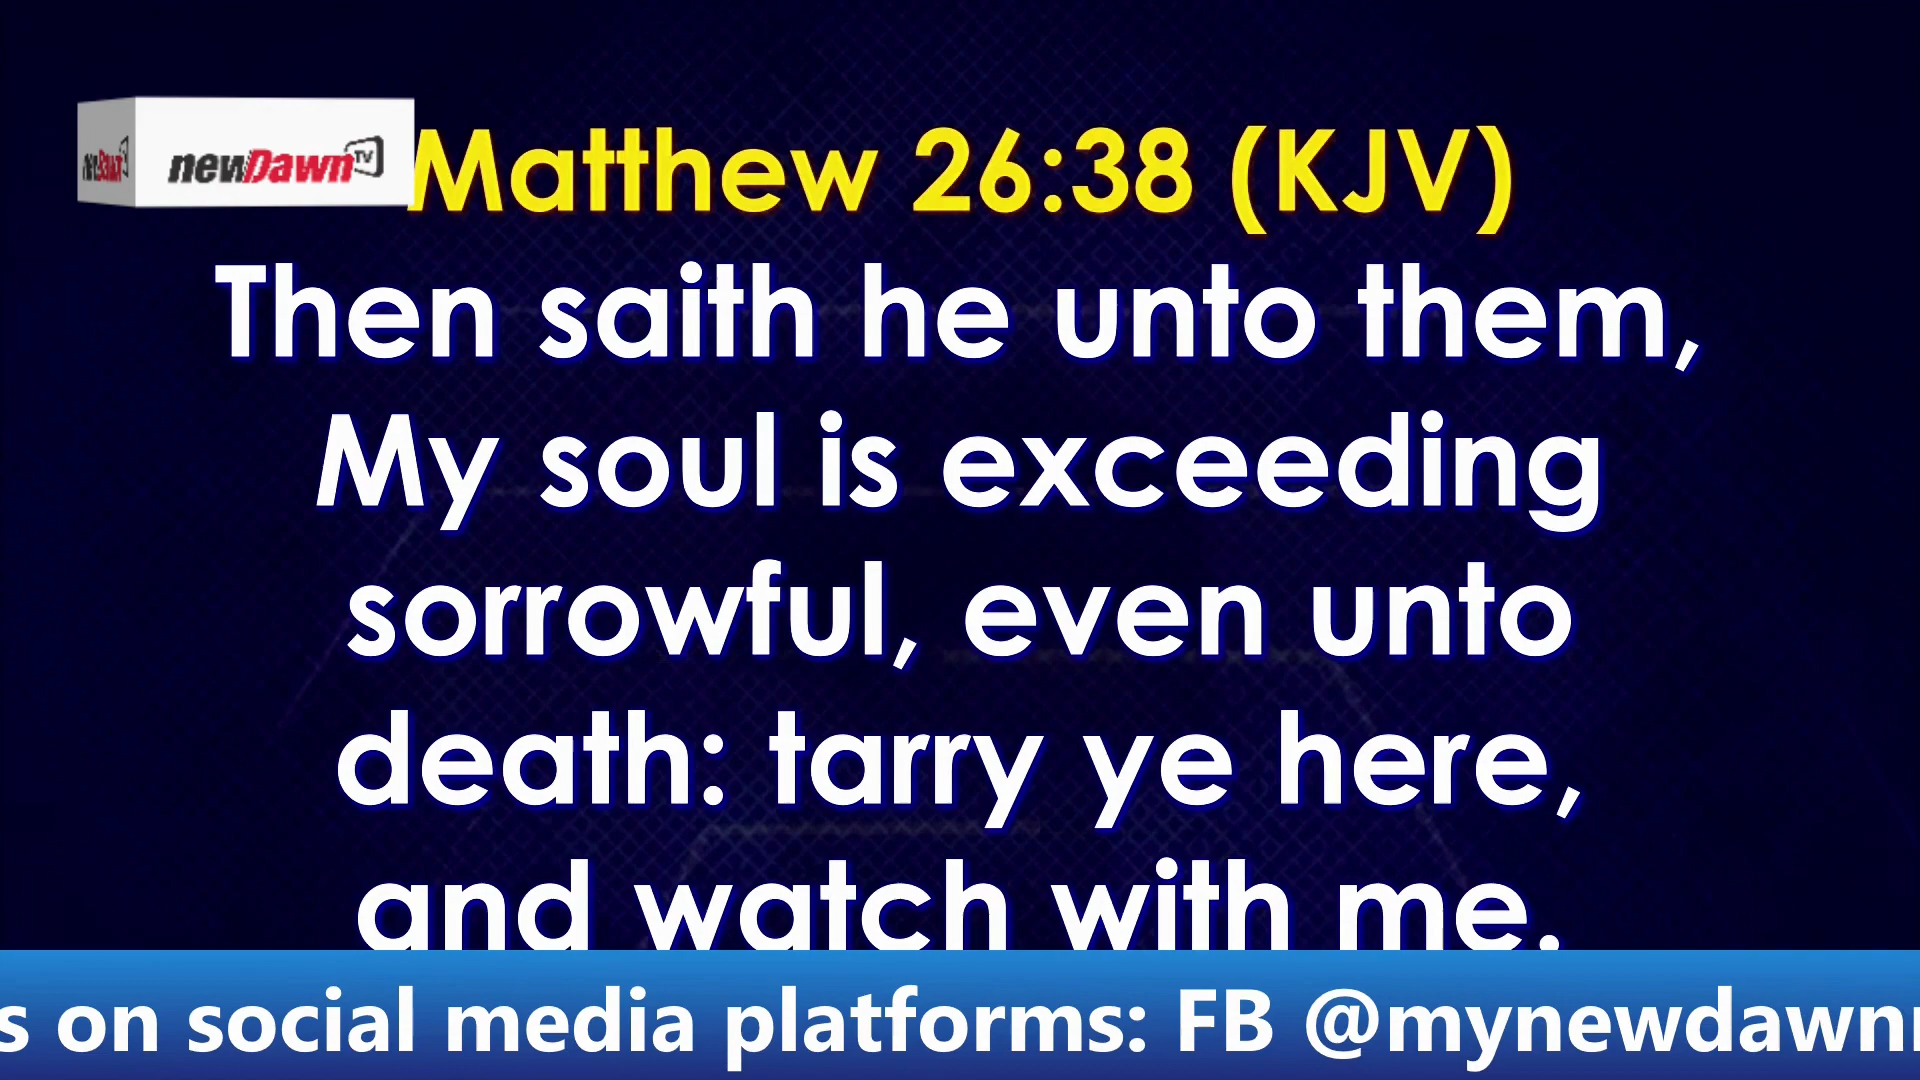 newDawn TV
Matthew 26:38 (KJV)
Then saith he unto them,
My soul is exceeding
sorrowful, even unto
death: tarry ye here,
and watch with me.
s on social media platforms: FB @mynewdawn